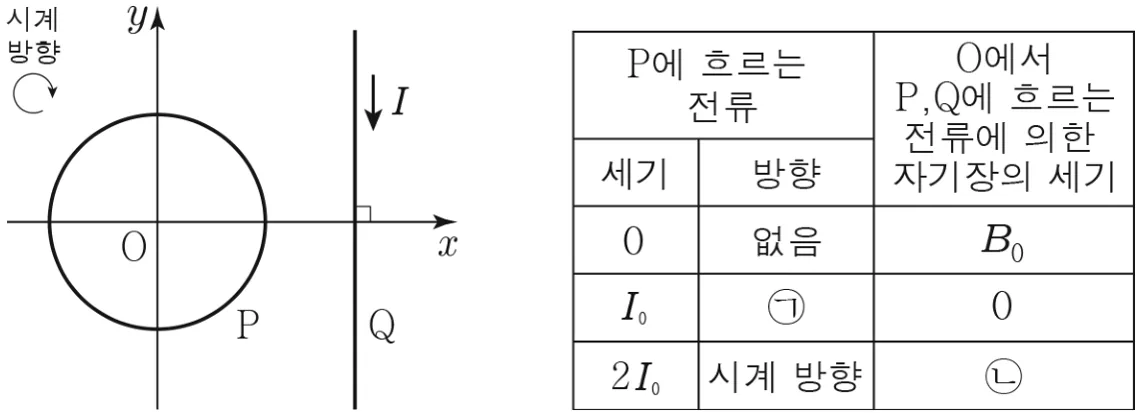 시계
방향
y
I
O
x
P
Q
P에 흐르는
전류
O에서
P,Q에 흐르는
전류에 의한
자기장의 세기
세기
방향
0
없음
B₀
I₀
㉠
0
2I₀
시계 방향
㉡